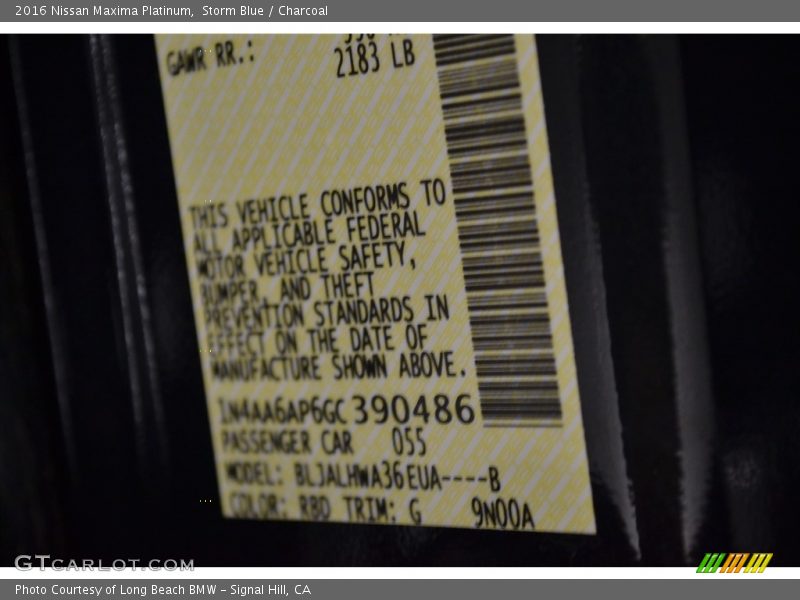 2016 Nissan Maxima Platinum, Storm Blue / Charcoal
GAWR RR.:
2183 LB
THIS VEHICLE CONFORMS TO
ALL APPLICABLE FEDERAL
MOTOR VEHICLE SAFETY,
BUMPER, AND THEFT
PREVENTION STANDARDS IN
EFFECT ON THE DATE OF
MANUFACTURE SHOWN ABOVE.
1N4AA6AP6GC390486
PASSENGER CAR 055
MODEL: BLJALHWA36EUA----B
COLOR: RBD TRIM: G 9N00A
GTCARLOT.COM
Photo Courtesy of Long Beach BMW - Signal Hill, CA